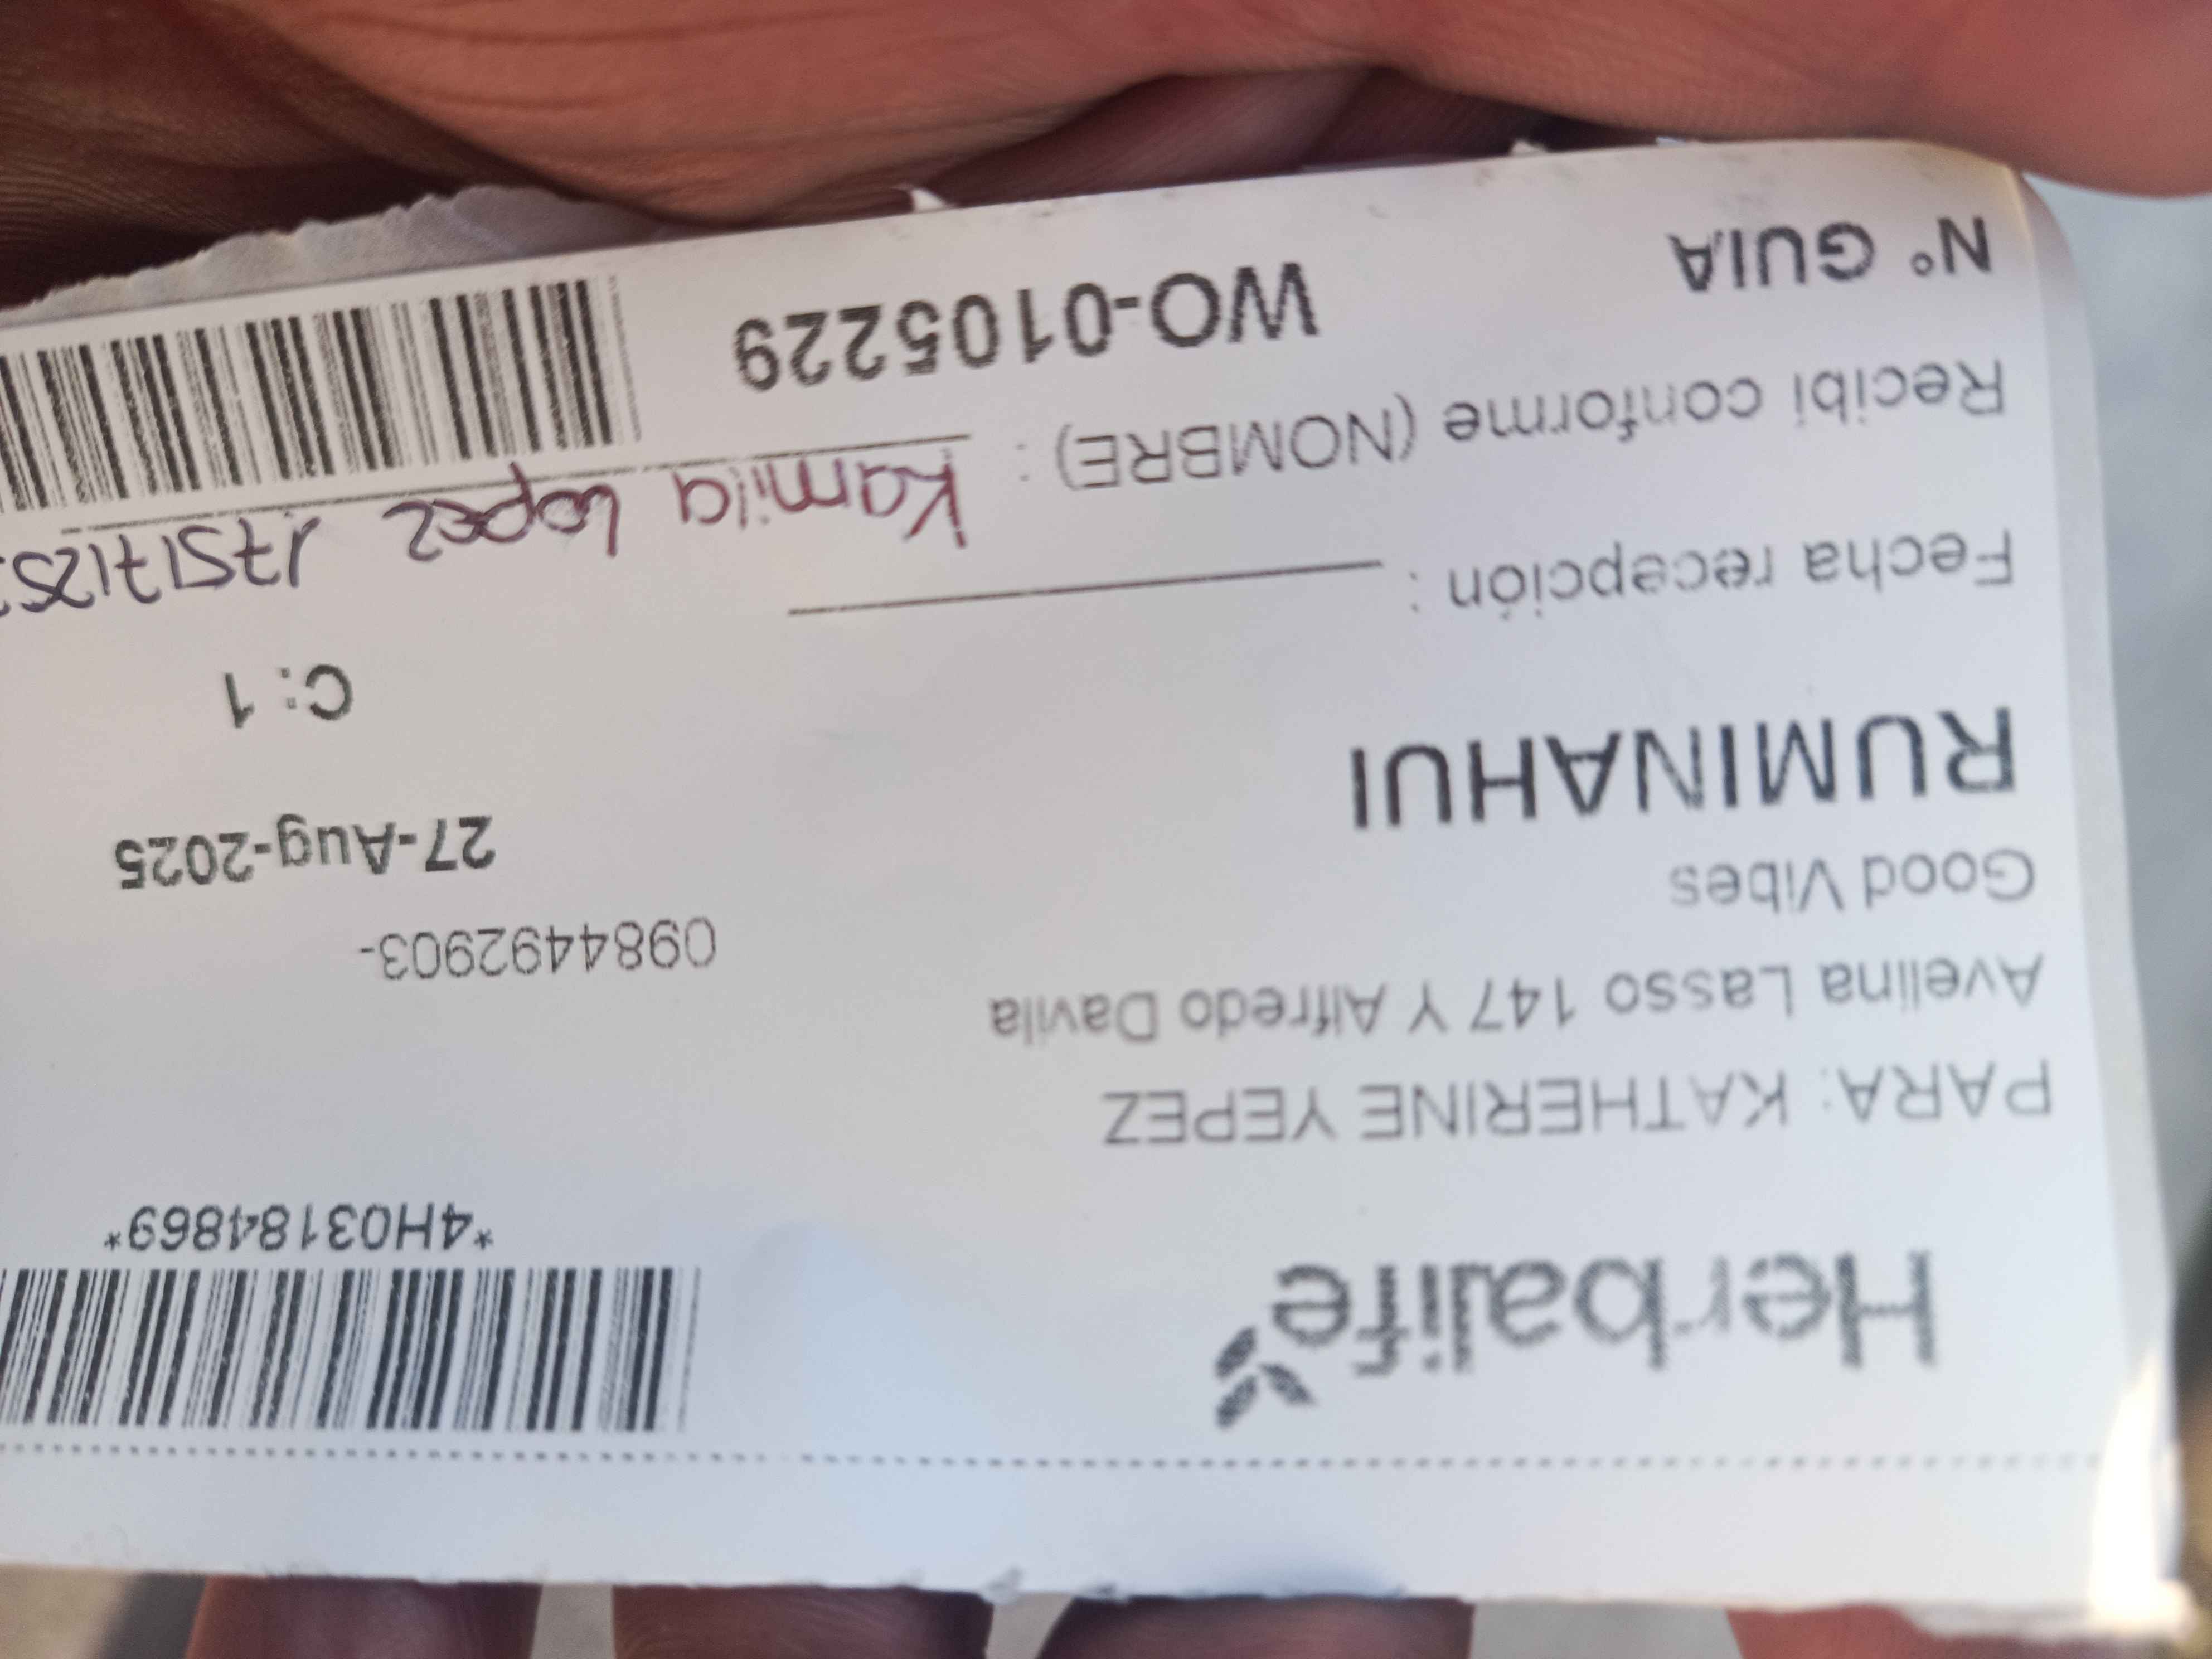 Herbalife
*4H03184869*
PARA: KATHERINE YEPEZ
Avelina Lasso 147 Y Alfredo Davila
0984492903-
Good Vibes
27-Aug-2025
RUMINAHUI
C: 1
Fecha recepción :
Recibi conforme (NOMBRE) : Kamila Lopez
N° GUIA
WO-0105229